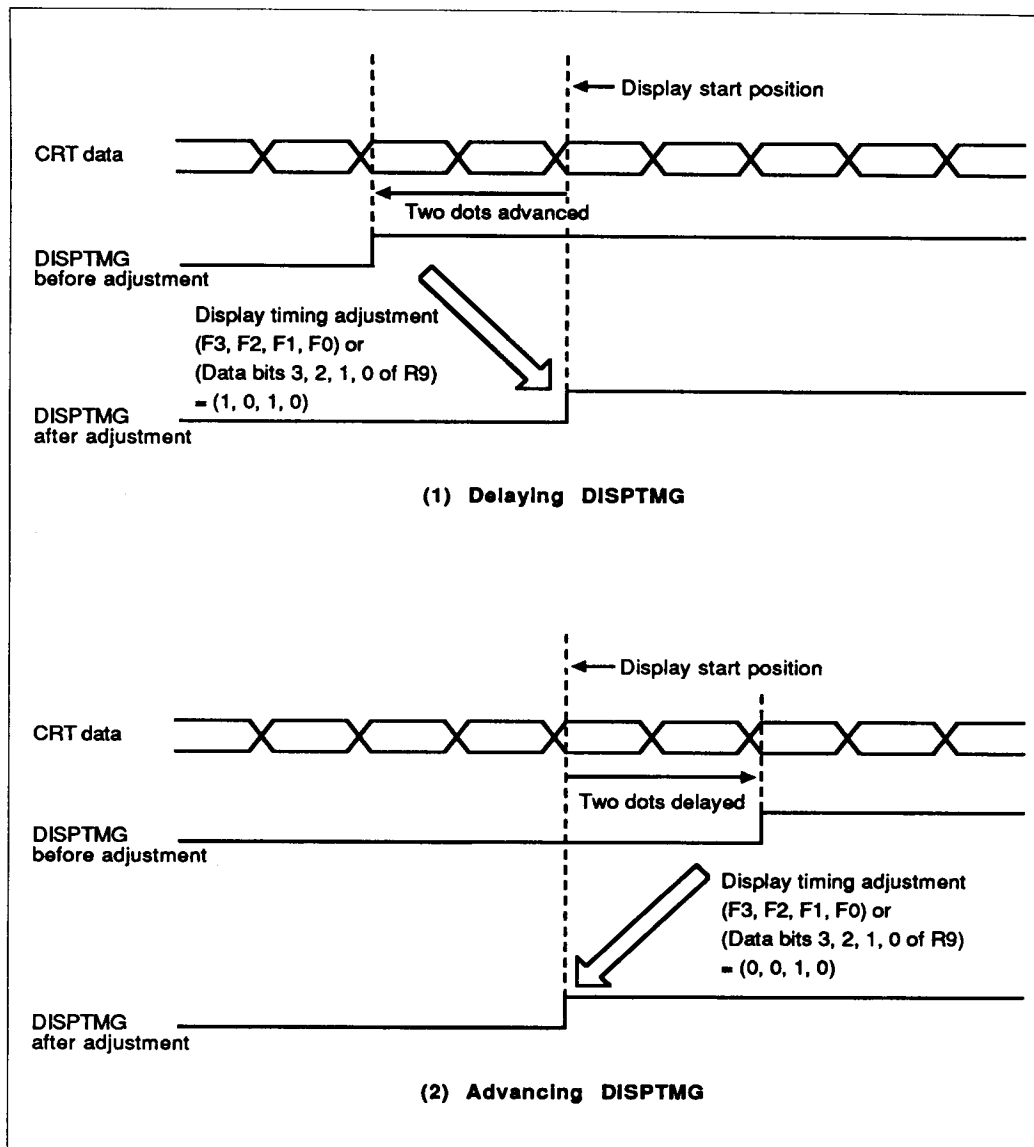 Display start position
CRT data
Two dots advanced
DISPTMG
before adjustment
Display timing adjustment
(F3, F2, F1, F0) or
(Data bits 3, 2, 1, 0 of R9)
= (1, 0, 1, 0)
DISPTMG
after adjustment
(1) Delaying DISPTMG
Display start position
CRT data
Two dots delayed
DISPTMG
before adjustment
Display timing adjustment
(F3, F2, F1, F0) or
(Data bits 3, 2, 1, 0 of R9)
= (0, 0, 1, 0)
DISPTMG
after adjustment
(2) Advancing DISPTMG